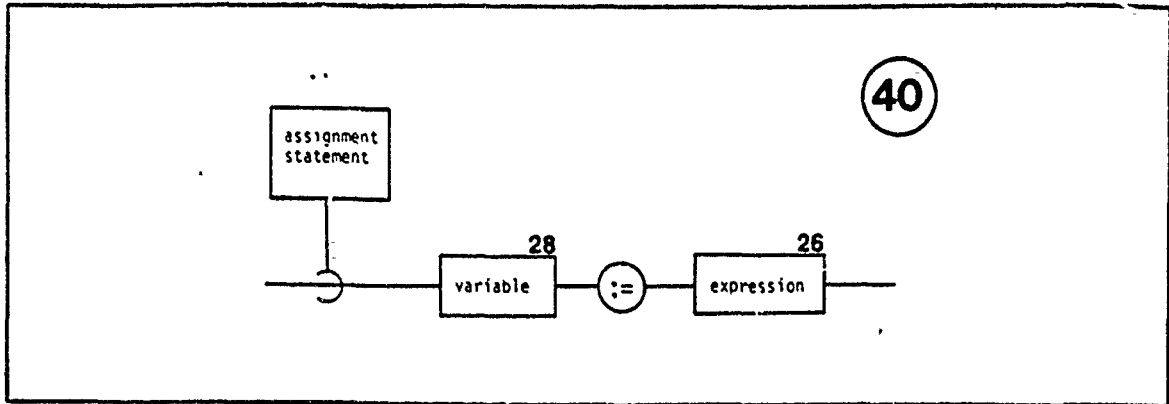 40
assignment
statement
28
26
variable
:=
expression